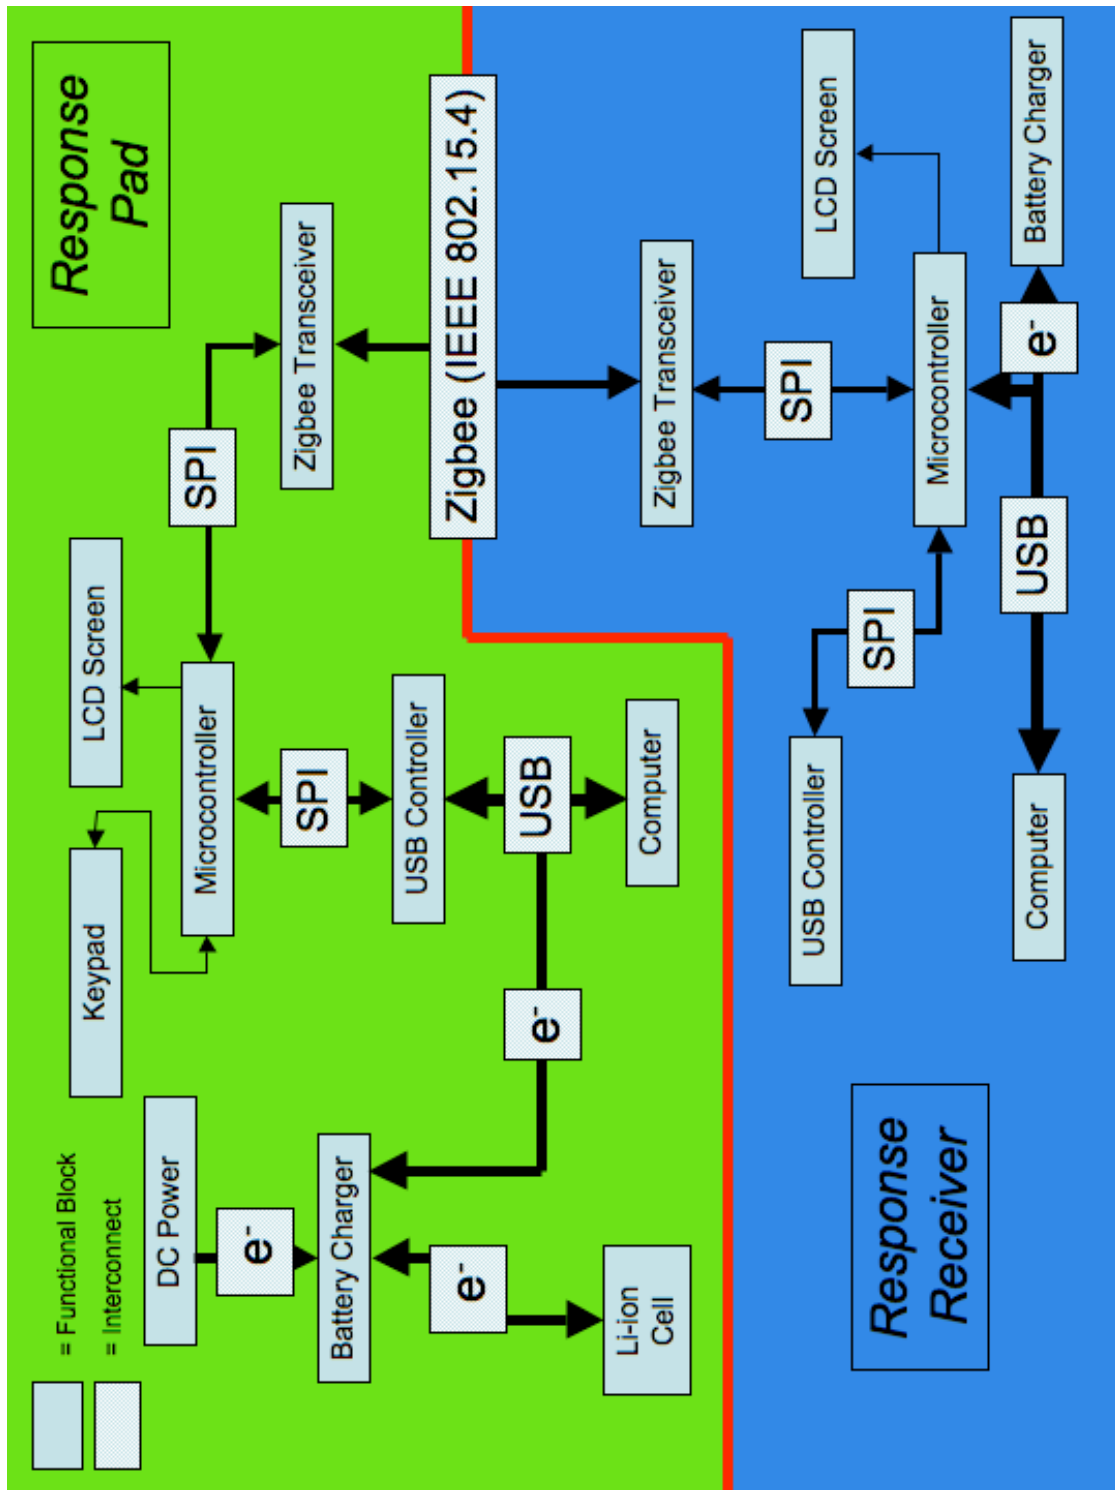 = Functional Block
= Interconnect
DC Power
e-
Battery Charger
e-
Li-ion
Cell
e-
Keypad
LCD Screen
Microcontroller
SPI
USB Controller
USB
Computer
SPI
Zigbee Transceiver
Response
Pad
Zigbee (IEEE 802.15.4)
Zigbee Transceiver
SPI
LCD Screen
Microcontroller
SPI
USB Controller
e-
Battery Charger
USB
Computer
Response
Receiver